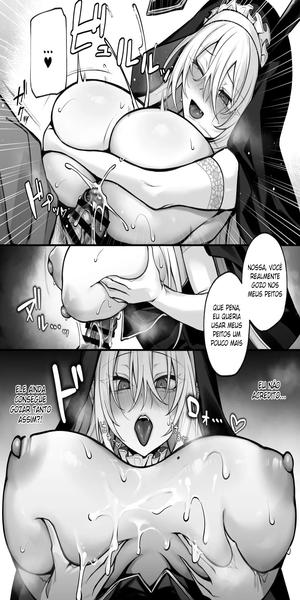 ...♥
NOSSA, VOCÊ
REALMENTE
GOZO NOS
MEUS PEITOS
QUE PENA,
EU QUERIA
USAR MEUS
PEITOS UM
POUCO MAIS
ELE AINDA
CONSEGUE
GOZAR TANTO
ASSIM?!
EU NÃO
ACREDITO...